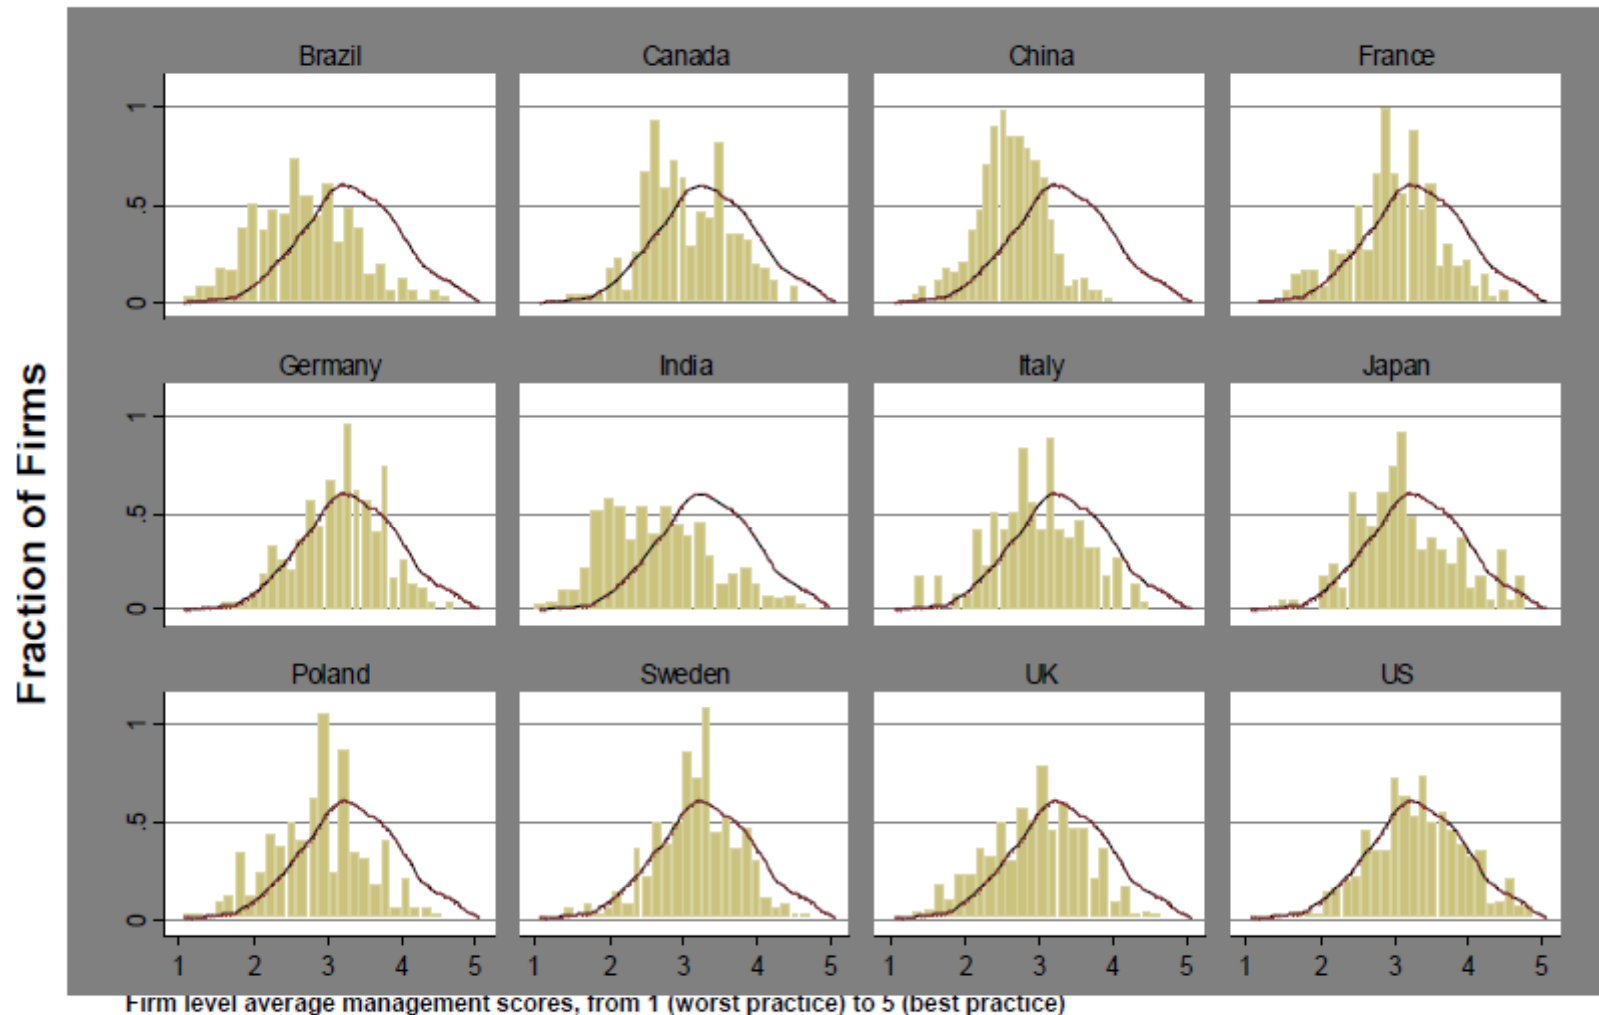 Brazil Canada China France
1
.5
0
Germany India Italy Japan
1
.5
0
Fraction of Firms
Poland Sweden UK US
1
.5
0
1 2 3 4 5 1 2 3 4 5 1 2 3 4 5 1 2 3 4 5
Firm level average management scores, from 1 (worst practice) to 5 (best practice)